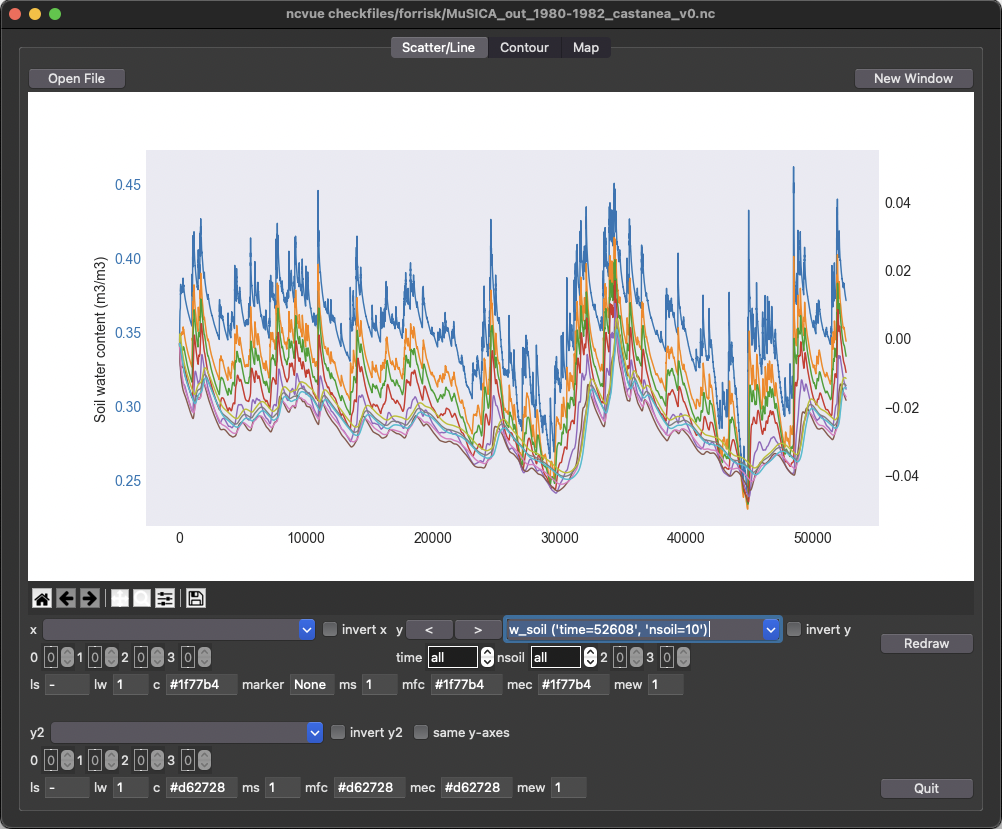 ncvue checkfiles/forrisk/MuSICA_out_1980-1982_castanea_v0.nc
Scatter/Line Contour Map
Open File New Window
Soil water content (m3/m3)
0.45
0.40
0.35
0.30
0.25
0.04
0.02
0.00
−0.02
−0.04
0 10000 20000 30000 40000 50000
x invert x y < > w_soil ('time=52608', 'nsoil=10') invert y
Redraw
0 0 1 0 2 0 3 0 time all nsoil all 2 0 3 0
ls - lw 1 c #1f77b4 marker None ms 1 mfc #1f77b4 mec #1f77b4 mew 1
y2 invert y2 same y-axes
0 0 1 0 2 0 3 0
ls - lw 1 c #d62728 ms 1 mfc #d62728 mec #d62728 mew 1
Quit